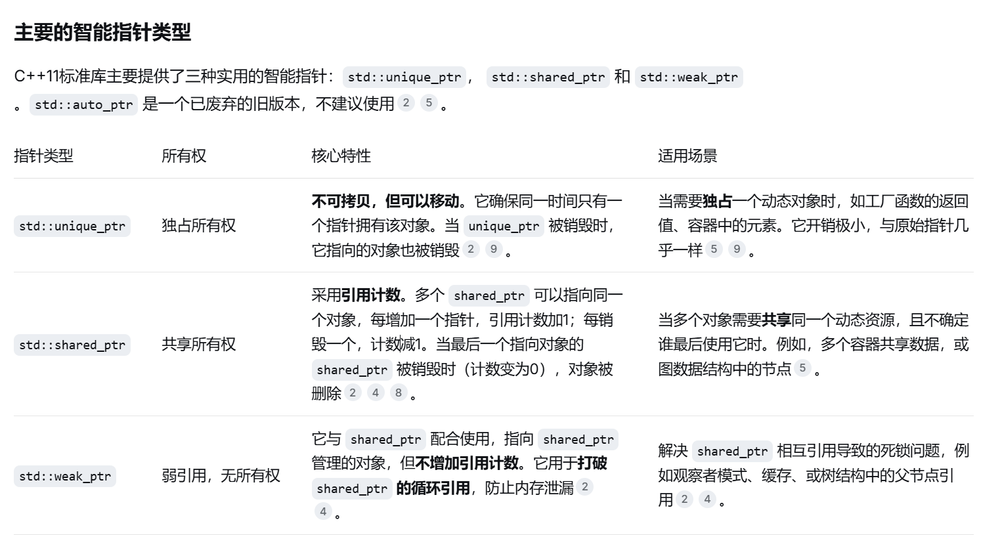 主要的智能指针类型
C++11标准库主要提供了三种实用的智能指针： std::unique_ptr， std::shared_ptr 和 std::weak_ptr
。 std::auto_ptr 是一个已废弃的旧版本，不建议使用 2 5 。
指针类型 所有权 核心特性 适用场景
std::unique_ptr
独占所有权
不可拷贝，但可以移动。它确保同一时间只有一
个指针拥有该对象。当 unique_ptr 被销毁时，
它指向的对象也被销毁 2 9 。
当需要独占一个动态对象时，如工厂函数的返回
值、容器中的元素。它开销极小，与原始指针几
乎一样 5 9 。
std::shared_ptr
共享所有权
采用引用计数。多个 shared_ptr 可以指向同一
个对象，每增加一个指针，引用计数加1；每销
毁一个，计数减1。当最后一个指向对象的
shared_ptr 被销毁时（计数变为0），对象被
删除 2 4 8 。
当多个对象需要共享同一个动态资源，且不确定
谁最后使用它时。例如，多个容器共享数据，或
图数据结构中的节点 5 。
std::weak_ptr
弱引用，无所有权
它与 shared_ptr 配合使用，指向 shared_ptr
管理的对象，但不增加引用计数。它用于打破
shared_ptr 的循环引用，防止内存泄漏 2
4 。
解决 shared_ptr 相互引用导致的死锁问题，例
如观察者模式、缓存、或树结构中的父节点引
用 2 4 。